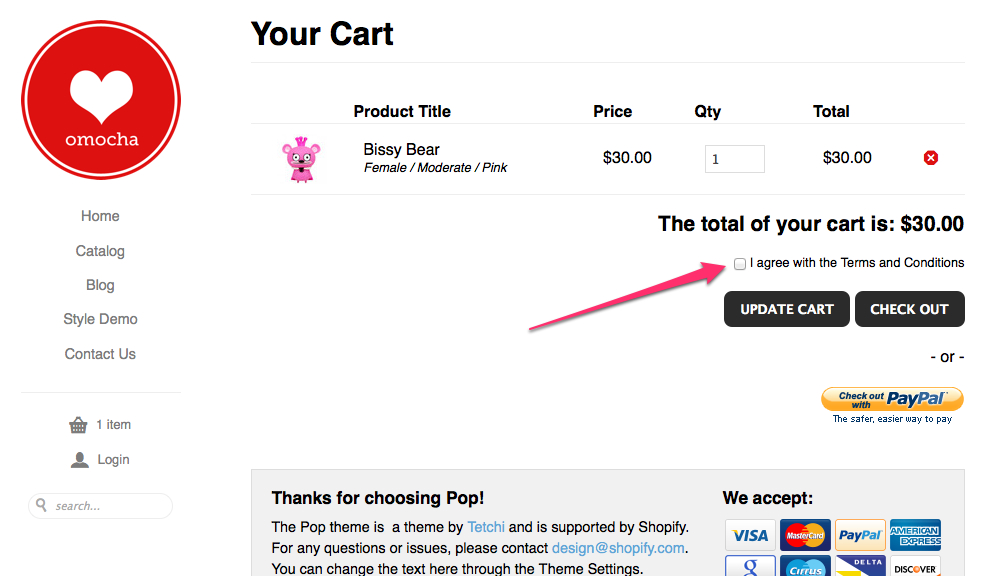 omocha
Home
Catalog
Blog
Style Demo
Contact Us
1 item
Login
search...
Your Cart
Product Title Price Qty Total
Bissy Bear
Female / Moderate / Pink
$30.00 1 $30.00
The total of your cart is: $30.00
I agree with the Terms and Conditions
UPDATE CART CHECK OUT
- or -
Check out with PayPal
The safer, easier way to pay
Thanks for choosing Pop!
The Pop theme is a theme by Tetchi and is supported by Shopify.
For any questions or issues, please contact design@shopify.com.
You can change the text here through the Theme Settings.
We accept:
VISA MasterCard PayPal AMERICAN EXPRESS
g Cirrus DELTA DISCOVER